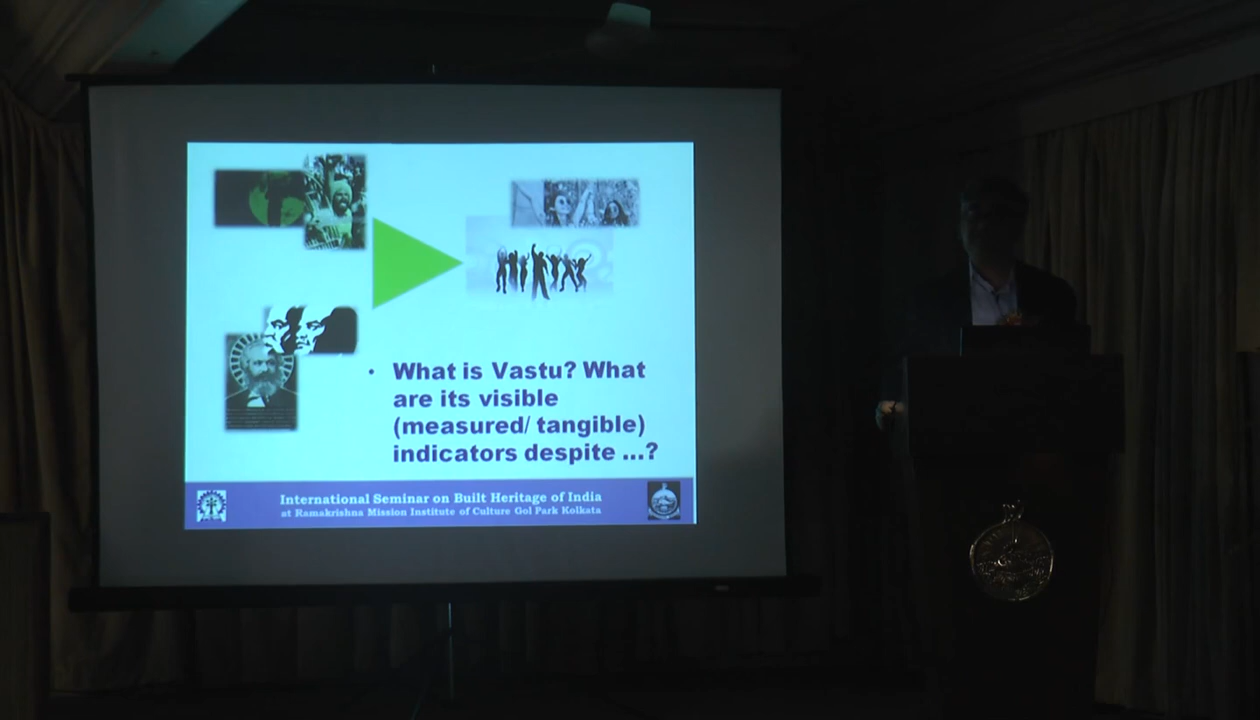 • What is Vastu? What
are its visible
(measured/ tangible)
indicators despite ...?
International Seminar on Built Heritage of India
at Ramakrishna Mission Institute of Culture Gol Park Kolkata